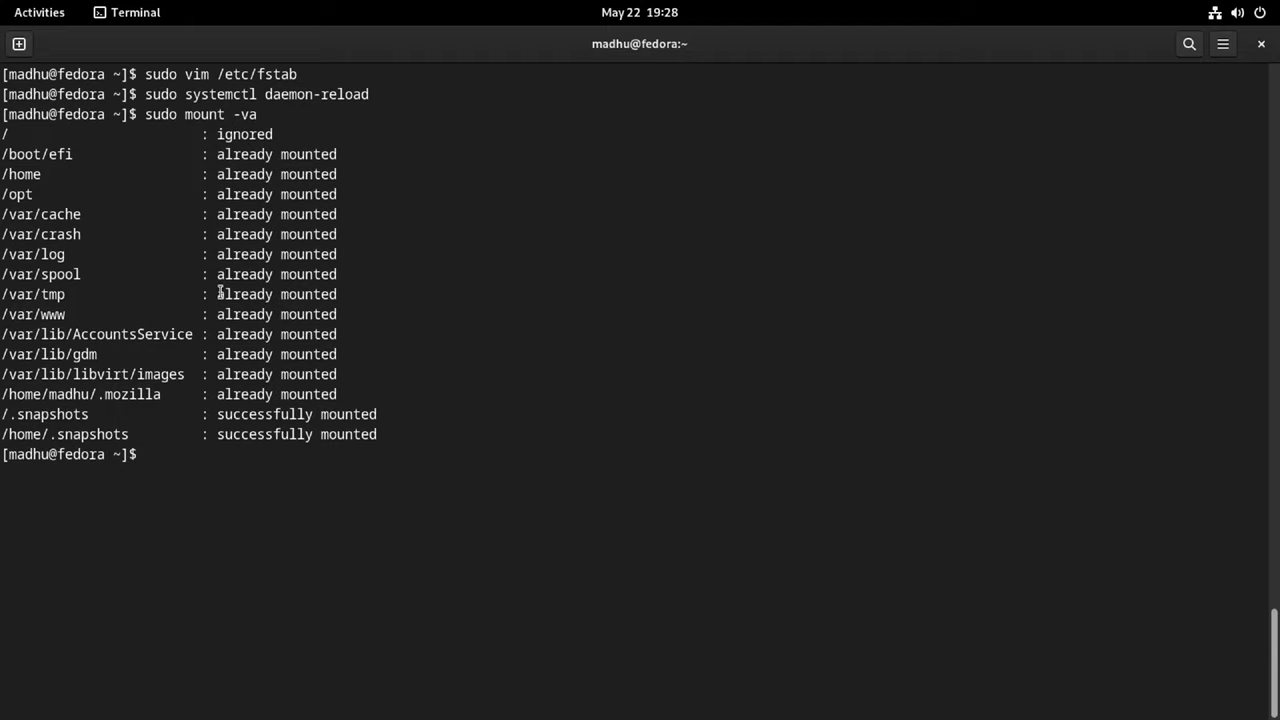 Activities Terminal May 22 19:28
madhu@fedora:~
[madhu@fedora ~]$ sudo vim /etc/fstab
[madhu@fedora ~]$ sudo systemctl daemon-reload
[madhu@fedora ~]$ sudo mount -va
/                         : ignored
/boot/efi                 : already mounted
/home                     : already mounted
/opt                      : already mounted
/var/cache                : already mounted
/var/crash                : already mounted
/var/log                  : already mounted
/var/spool                : already mounted
/var/tmp                  : already mounted
/var/www                  : already mounted
/var/lib/AccountsService  : already mounted
/var/lib/gdm              : already mounted
/var/lib/libvirt/images   : already mounted
/home/madhu/.mozilla      : already mounted
/.snapshots               : successfully mounted
/home/.snapshots          : successfully mounted
[madhu@fedora ~]$